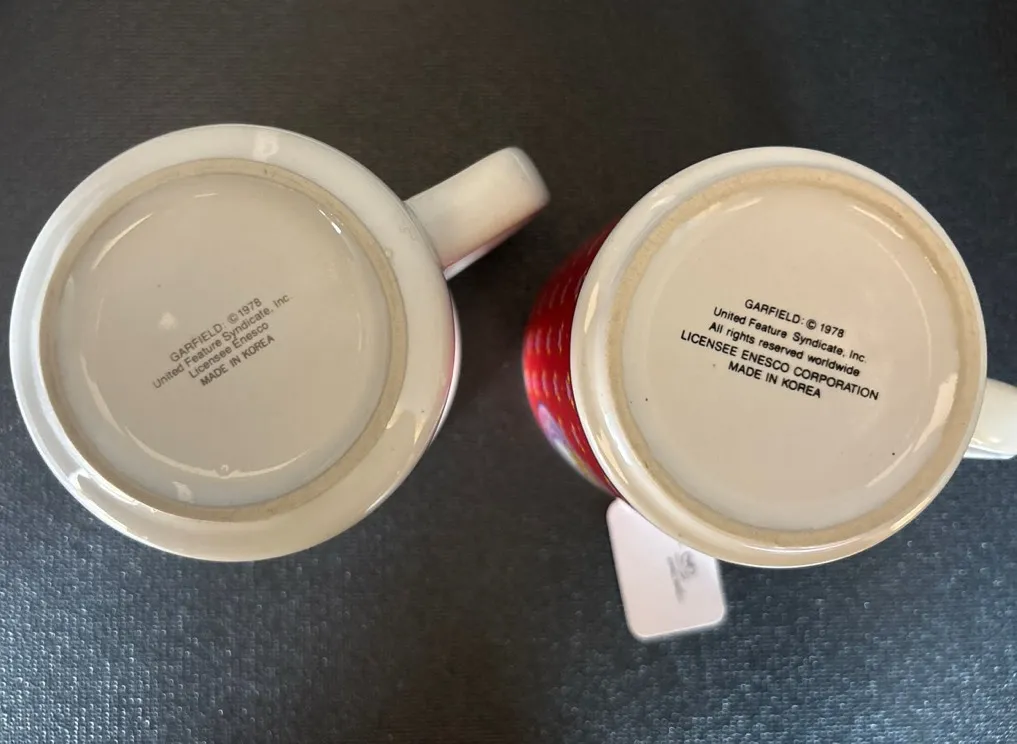 GARFIELD: © 1978
United Feature Syndicate, Inc.
Licensee Enesco
MADE IN KOREA
GARFIELD: © 1978
United Feature Syndicate, Inc.
All rights reserved worldwide
LICENSEE ENESCO CORPORATION
MADE IN KOREA